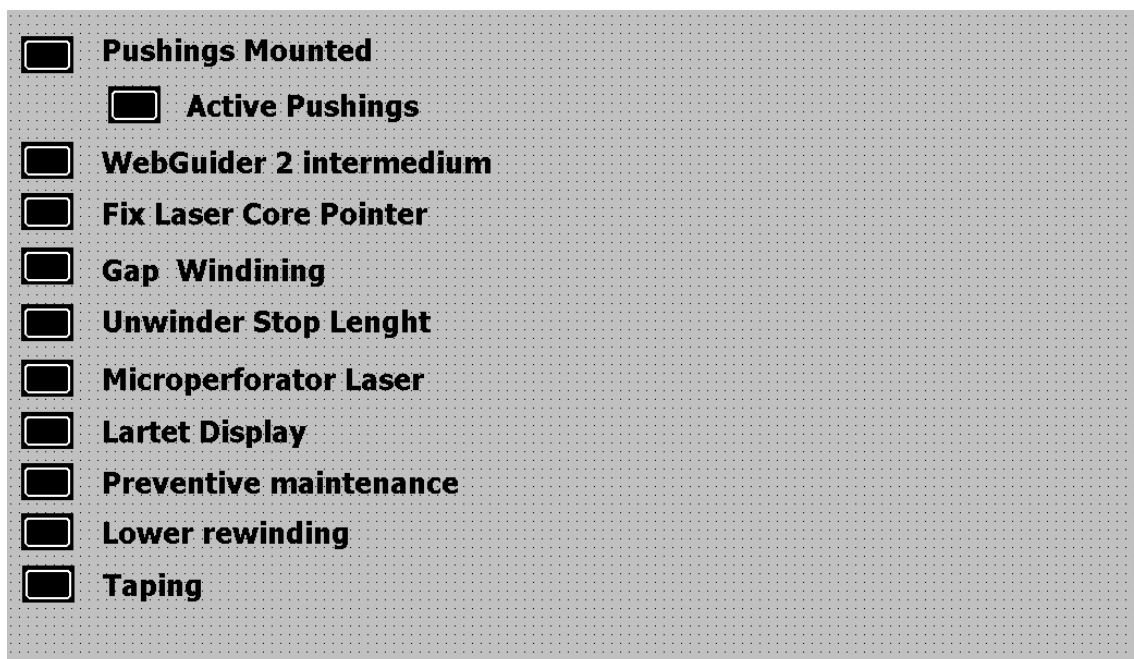 Pushings Mounted
Active Pushings
WebGuider 2 intermedium
Fix Laser Core Pointer
Gap  Windining
Unwinder Stop Lenght
Microperforator Laser
Lartet Display
Preventive maintenance
Lower rewinding
Taping